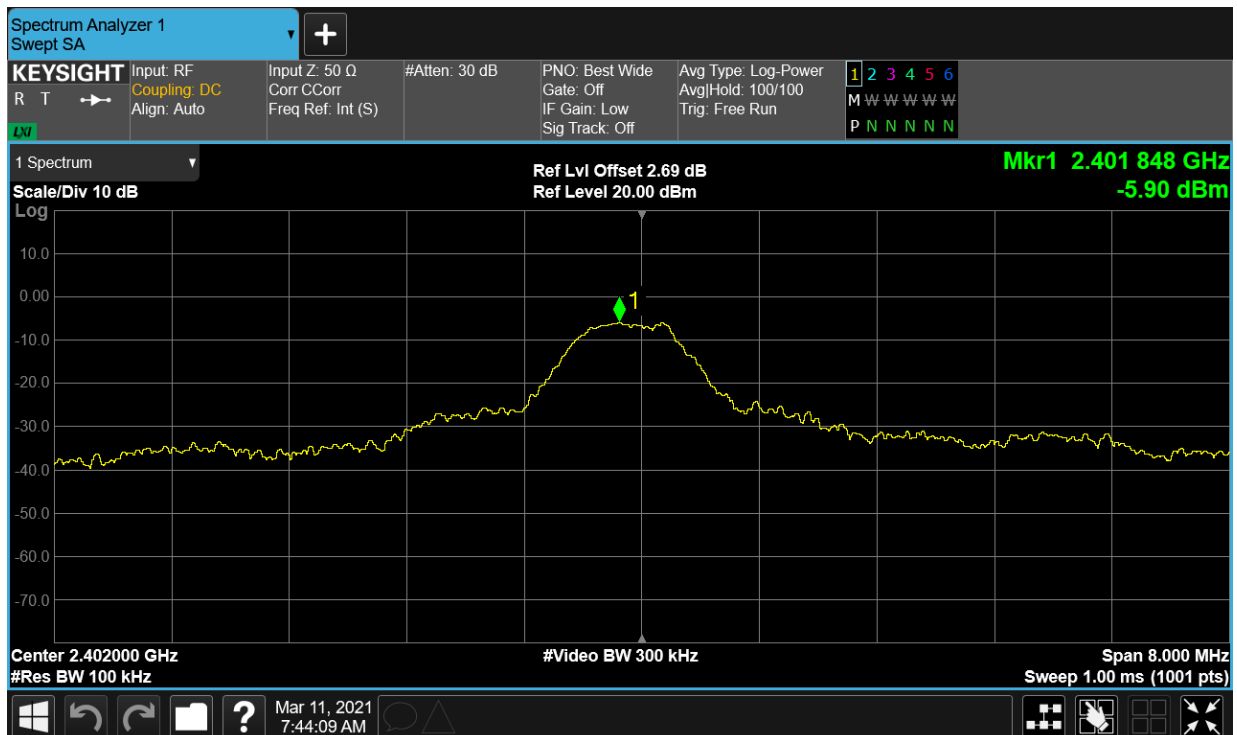 Spectrum Analyzer 1
Swept SA
KEYSIGHT
R T
LXI
Input: RF
Coupling: DC
Align: Auto
Input Z: 50 Ω
Corr CCorr
Freq Ref: Int (S)
#Atten: 30 dB
PNO: Best Wide
Gate: Off
IF Gain: Low
Sig Track: Off
Avg Type: Log-Power
Avg|Hold: 100/100
Trig: Free Run
1 2 3 4 5 6
M W W W W W
P N N N N N
1 Spectrum
Scale/Div 10 dB
Log
Ref Lvl Offset 2.69 dB
Ref Level 20.00 dBm
Mkr1 2.401 848 GHz
-5.90 dBm
10.0
0.00
-10.0
-20.0
-30.0
-40.0
-50.0
-60.0
-70.0
1
Center 2.402000 GHz
#Res BW 100 kHz
#Video BW 300 kHz
Span 8.000 MHz
Sweep 1.00 ms (1001 pts)
?
Mar 11, 2021
7:44:09 AM